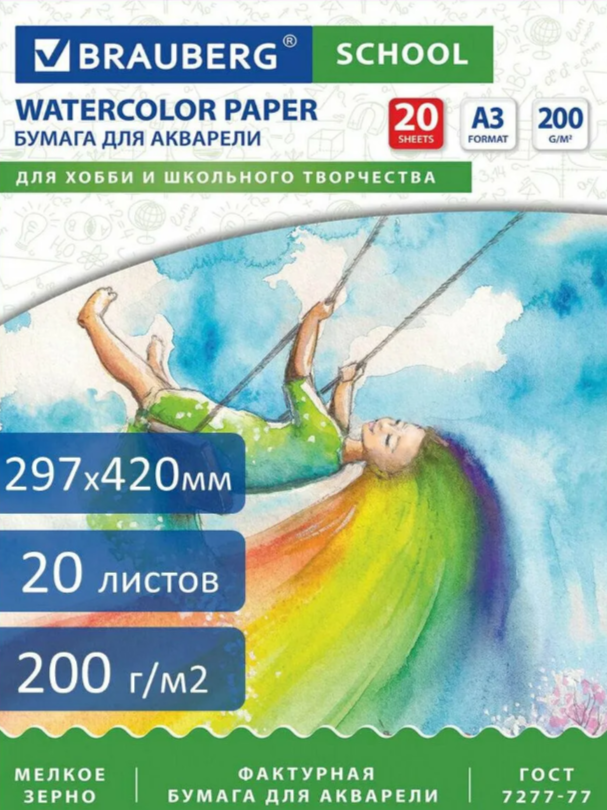 BRAUBERG® SCHOOL
WATERCOLOR PAPER
БУМАГА ДЛЯ АКВАРЕЛИ
20 SHEETS
A3 FORMAT
200 G/M²
ДЛЯ ХОББИ И ШКОЛЬНОГО ТВОРЧЕСТВА
297х420мм
20 листов
200 г/м2
МЕЛКОЕ
ЗЕРНО
ФАКТУРНАЯ
БУМАГА ДЛЯ АКВАРЕЛИ
ГОСТ
7277-77